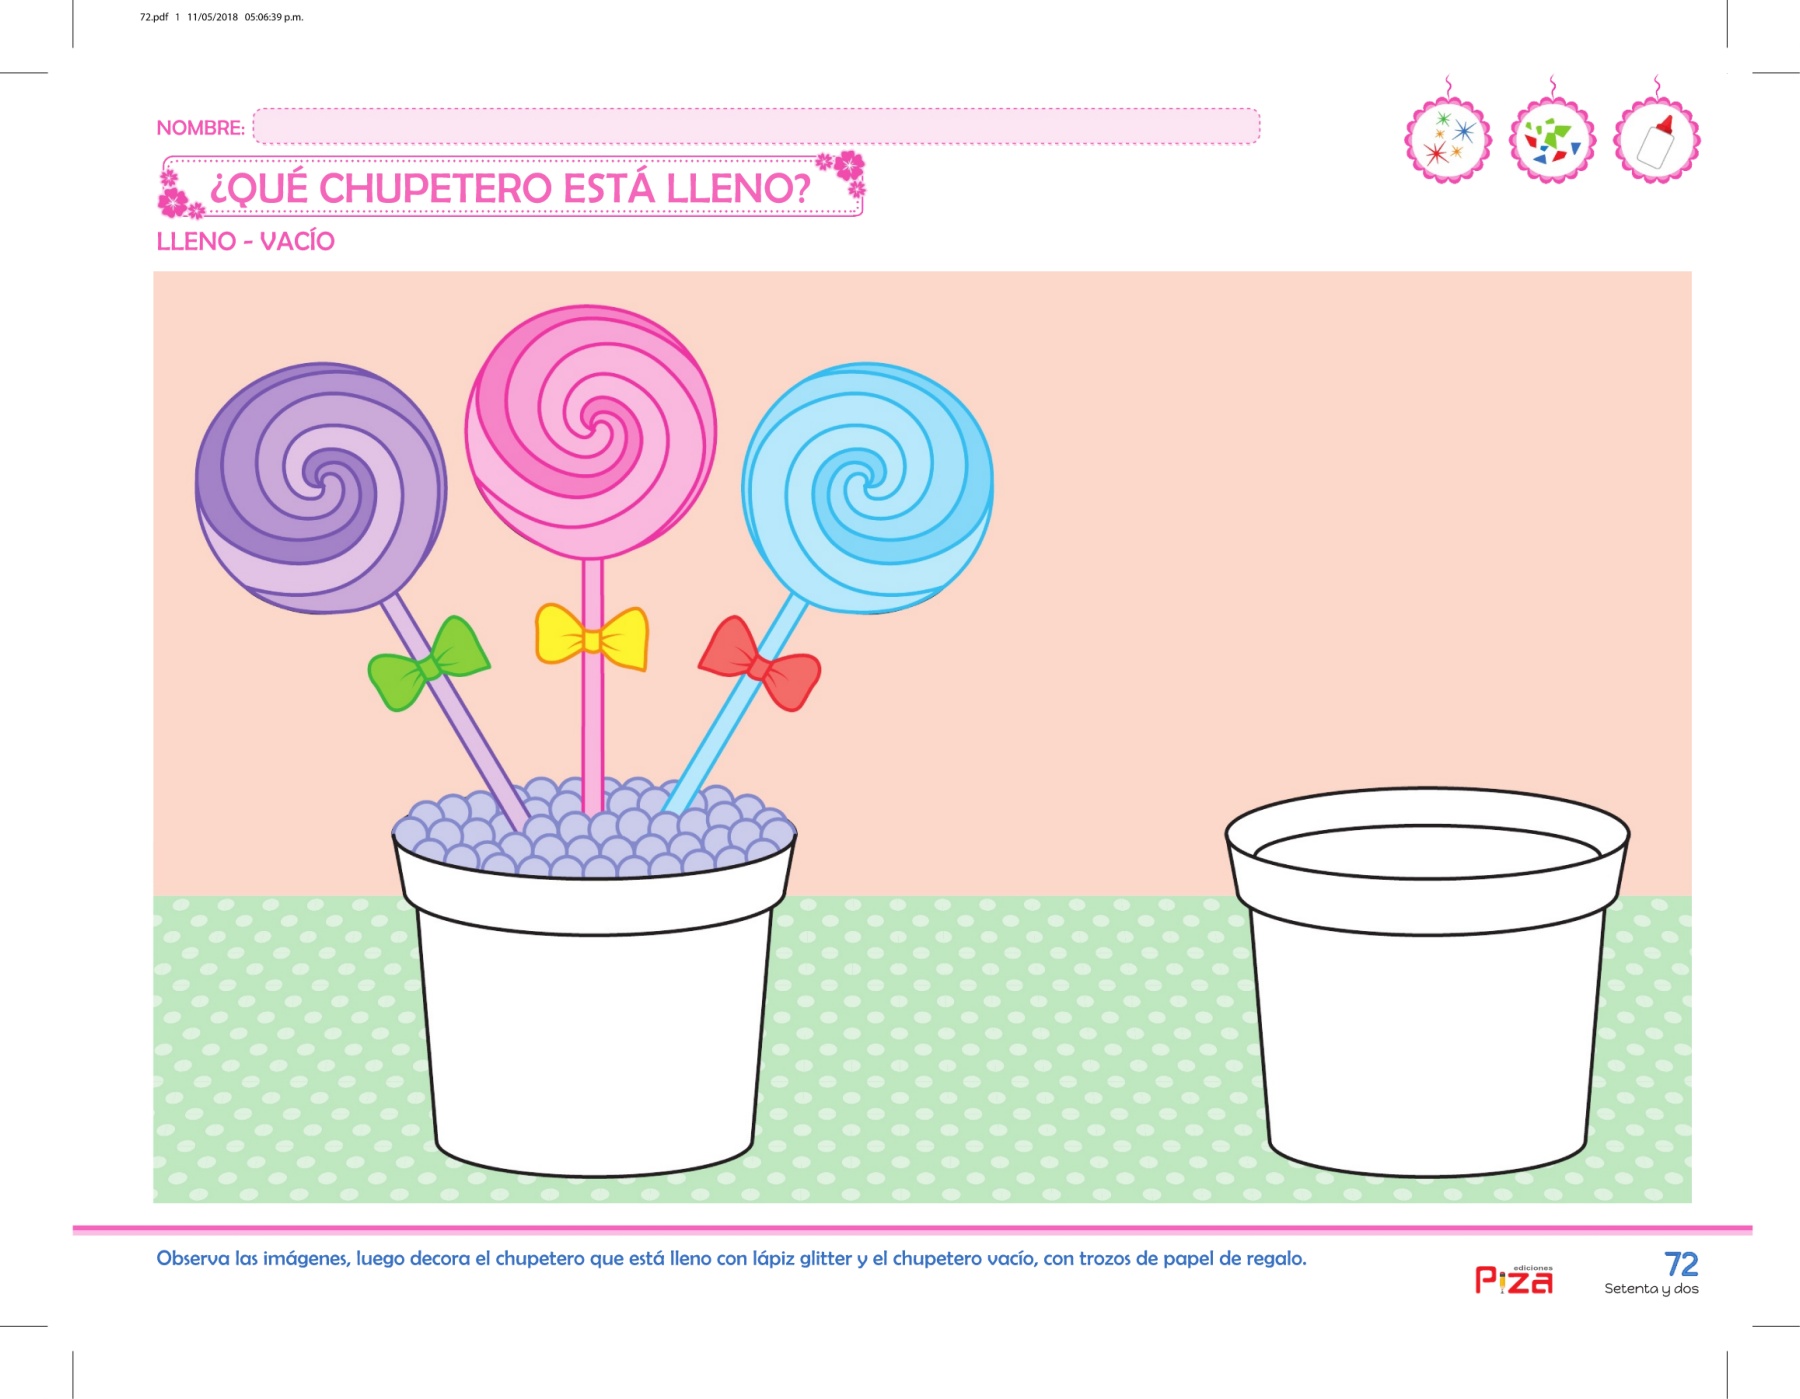 72.pdf 1 11/05/2018 05:06:39 p.m.
NOMBRE:
¿QUÉ CHUPETERO ESTÁ LLENO?
LLENO - VACÍO
Observa las imágenes, luego decora el chupetero que está lleno con lápiz glitter y el chupetero vacío, con trozos de papel de regalo.
ediciones
Piza
72
Setenta y dos